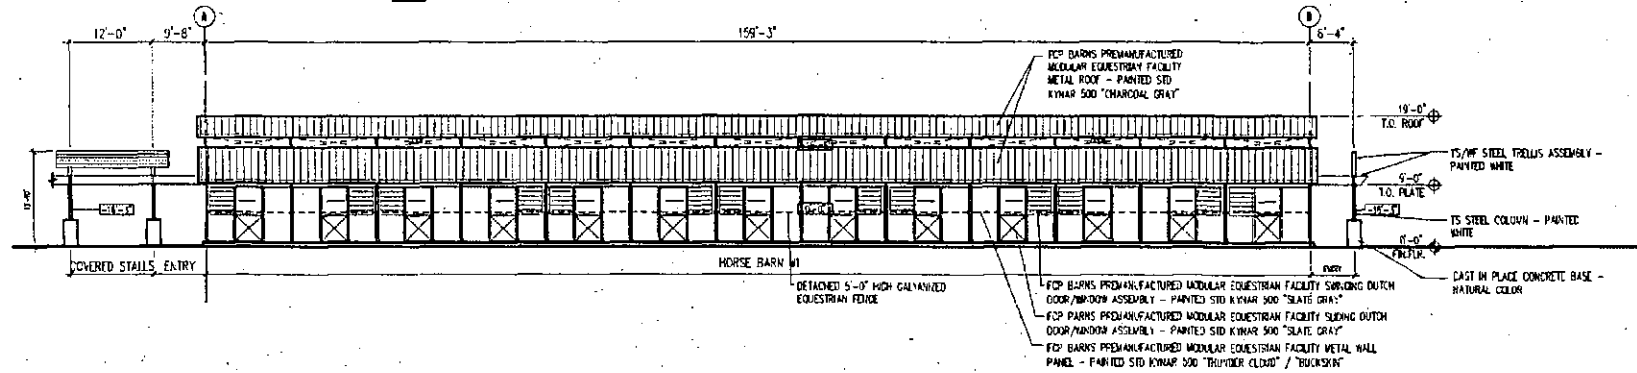 A
B
12'-0"
9'-8"
159'-3"
6'-4"
FCP BARNS PREMANUFACTURED
MODULAR EQUESTRIAN FACILITY
METAL ROOF - PAINTED STD
KYNAR 500 "CHARCOAL GRAY"
19'-0"
T.O. ROOF
TS/WF STEEL TRELLIS ASSEMBLY -
PAINTED WHITE
9'-0"
T.O. PLATE
TS STEEL COLUMN - PAINTED
WHITE
0'-0"
FIN.FLR.
CAST IN PLACE CONCRETE BASE -
NATURAL COLOR
COVERED STALLS
ENTRY
HORSE BARN #1
ENTRY
DETACHED 5'-0" HIGH GALVANIZED
EQUESTRIAN FENCE
FCP BARNS PREMANUFACTURED MODULAR EQUESTRIAN FACILITY SWINGING DUTCH
DOOR/WINDOW ASSEMBLY - PAINTED STD KYNAR 500 "SLATE GRAY"
FCP BARNS PREMANUFACTURED MODULAR EQUESTRIAN FACILITY SLIDING DUTCH
DOOR/WINDOW ASSEMBLY - PAINTED STD KYNAR 500 "SLATE GRAY"
FCP BARNS PREMANUFACTURED MODULAR EQUESTRIAN FACILITY METAL WALL
PANEL - PAINTED STD KYNAR 500 "THUNDER CLOUD" / "BUCKSKIN"